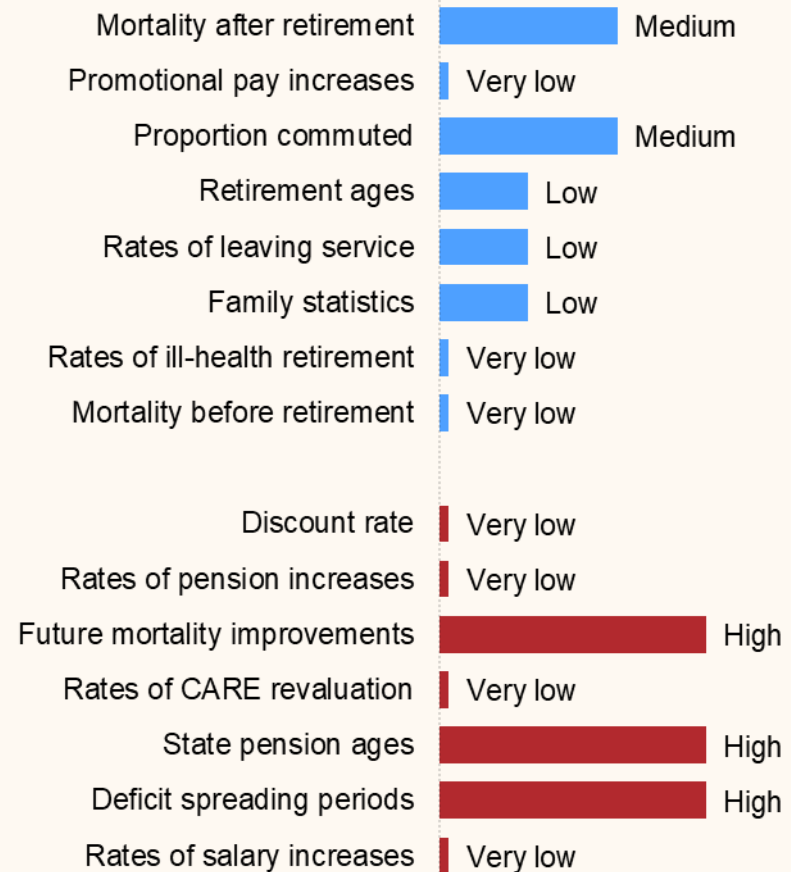 Mortality after retirement Medium
Promotional pay increases Very low
Proportion commuted Medium
Retirement ages Low
Rates of leaving service Low
Family statistics Low
Rates of ill-health retirement Very low
Mortality before retirement Very low
Discount rate Very low
Rates of pension increases Very low
Future mortality improvements High
Rates of CARE revaluation Very low
State pension ages High
Deficit spreading periods High
Rates of salary increases Very low